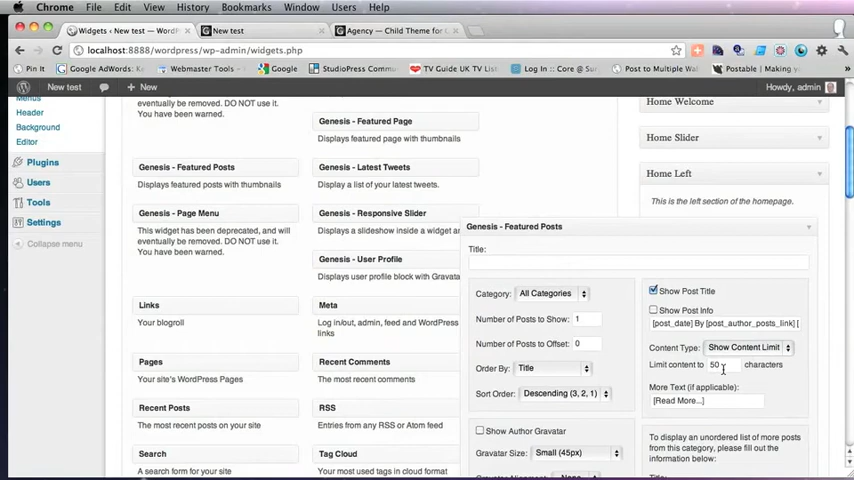 Chrome File Edit View History Bookmarks Window Users Help
Widgets ‹ New test — WordP
New test
Agency — Child Theme for
localhost:8888/wordpress/wp-admin/widgets.php
Pin It
Google AdWords: Key
Webmaster Tools
Google
StudioPress Commu
TV Guide UK TV List
Log In :: Core @ Su
Post to Multiple Word
Postable | Making yo
New test
+ New
Howdy, admin
Menus
Header
Background
Editor
Plugins
Users
Tools
Settings
Collapse menu
eventually be removed. DO NOT use it.
You have been warned.
Genesis - Featured Page
Displays featured page with thumbnails
Genesis - Featured Posts
Displays featured posts with thumbnails
Genesis - Latest Tweets
Display a list of your latest tweets.
Genesis - Page Menu
This widget has been deprecated, and will
eventually be removed. DO NOT use it.
You have been warned.
Genesis - Responsive Slider
Displays a slideshow inside a widget ar
Genesis - User Profile
Displays user profile block with Gravatar
Links
Your blogroll
Meta
Log in/out, admin, feed and WordPress
links
Pages
Your site's WordPress Pages
Recent Comments
The most recent comments
Recent Posts
The most recent posts on your site
RSS
Entries from any RSS or Atom feed
Search
A search form for your site
Tag Cloud
Your most used tags in cloud format
Home Welcome
Home Slider
Home Left
This is the left section of the homepage.
Genesis - Featured Posts
Title:
Category: All Categories
Number of Posts to Show: 1
Number of Posts to Offset: 0
Order By: Title
Sort Order: Descending (3, 2, 1)
Show Author Gravatar
Gravatar Size: Small (45px)
Gravatar Alignment: None
Show Post Title
Show Post Info
[post_date] By [post_author_posts_link] [
Content Type: Show Content Limit
Limit content to 50 characters
More Text (if applicable):
[Read More...]
To display an unordered list of more posts
from this category, please fill out the
information below:
Title: